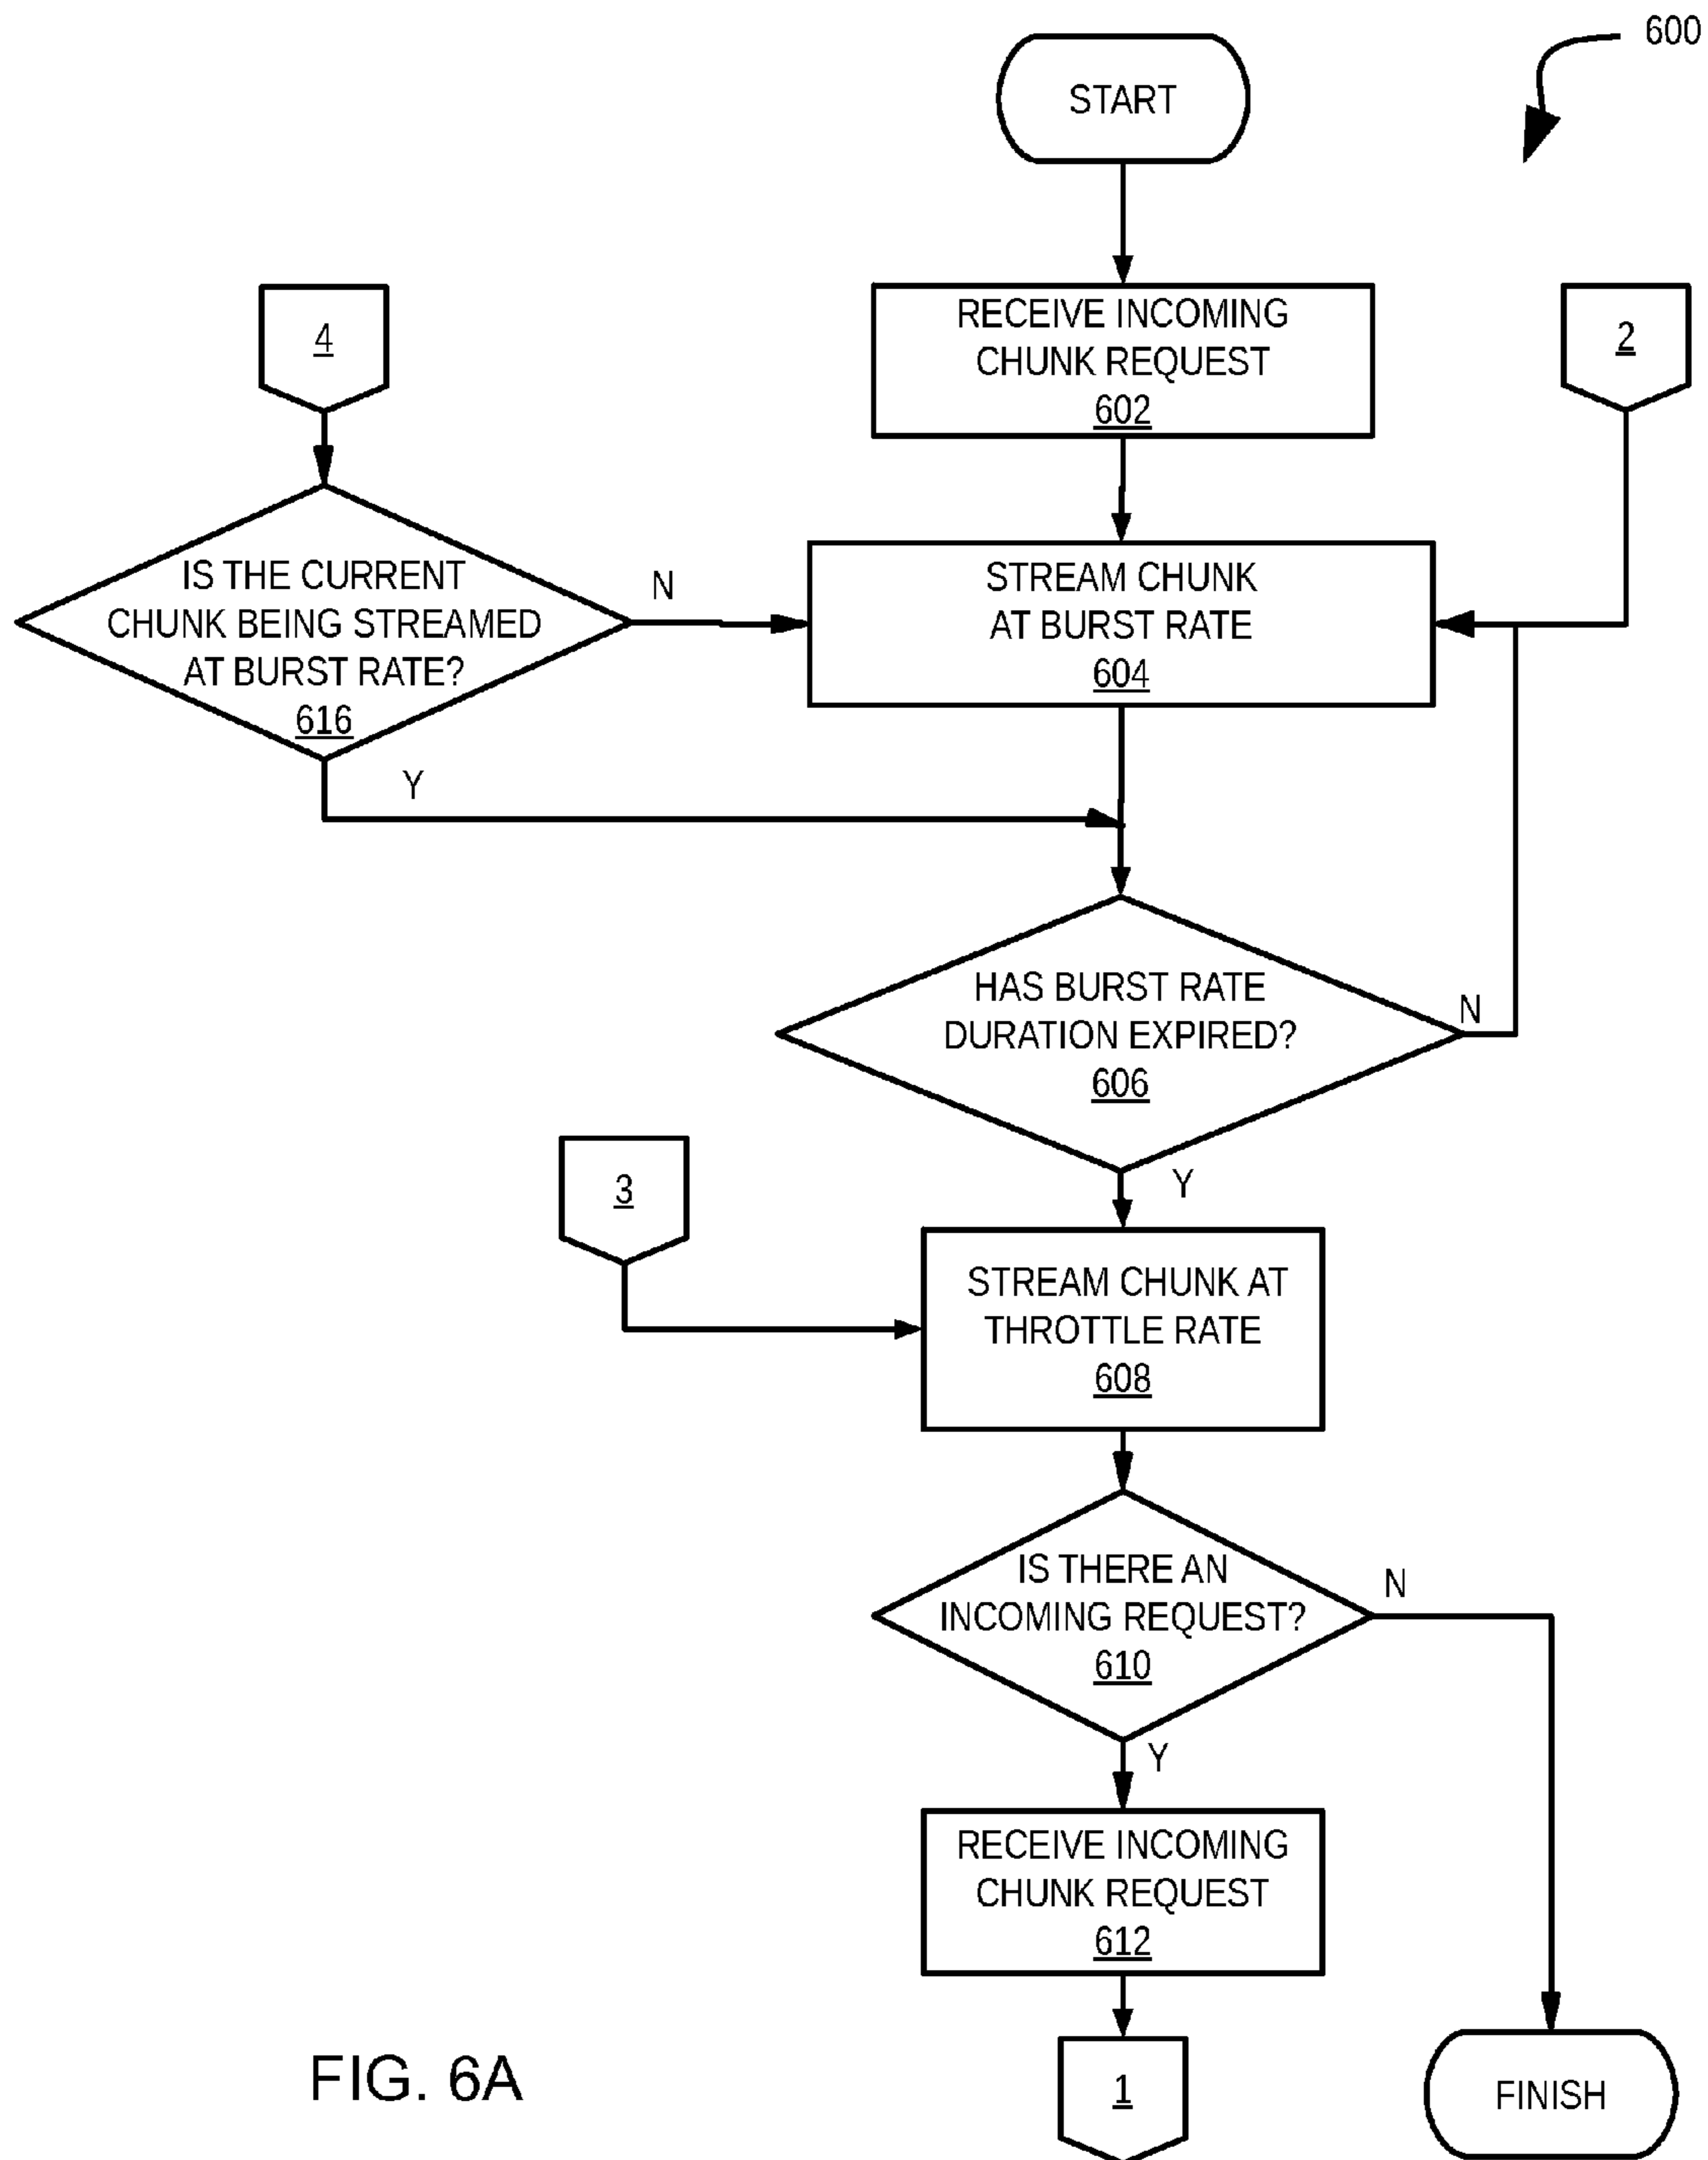 600
START
RECEIVE INCOMING
CHUNK REQUEST
602
4
2
IS THE CURRENT
CHUNK BEING STREAMED
AT BURST RATE?
616
N
STREAM CHUNK
AT BURST RATE
604
Y
HAS BURST RATE
DURATION EXPIRED?
606
N
Y
3
STREAM CHUNK AT
THROTTLE RATE
608
IS THERE AN
INCOMING REQUEST?
610
N
Y
RECEIVE INCOMING
CHUNK REQUEST
612
1
FINISH
FIG. 6A